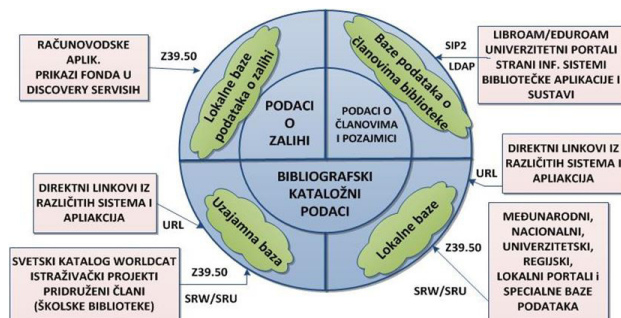 RAČUNOVODSKE
APLIK.
PRIKAZI FONDA U
DISCOVERY SERVISIH
Z39.50
Lokalne baze
podataka o zalihi
Baze podataka o
članovima biblioteke
SIP2
LDAP
LIBROAM/EDUROAM
UNIVERZITETNI PORTALI
STRANI INF. SISTEMI
BIBLIOTEČKE APLIKACIJE I
SUSTAVI
PODACI
O
ZALIHI
PODACI O
ČLANOVIMA
I POZAJMICI
BIBLIOGRAFSKI
KATALOŽNI
PODACI
DIREKTNI LINKOVI IZ
RAZLIČITIH SISTEMA I
APLIAKCIJA
URL
URL
DIREKTNI LINKOVI IZ
RAZLIČITIH SISTEMA I
APLIAKCIJA
Uzajamna baza
Lokalne baze
SVETSKI KATALOG WORLDCAT
ISTRAŽIVAČKI PROJEKTI
PRIDRUŽENI ČLANI
(ŠKOLSKE BIBLIOTEKE)
Z39.50
SRW/SRU
Z39.50
SRW/SRU
MEĐUNARODNI,
NACIONALNI,
UNIVERZITETSKI,
REGIJSKI,
LOKALNI PORTALI i
SPECIALNE BAZE
PODATAKA